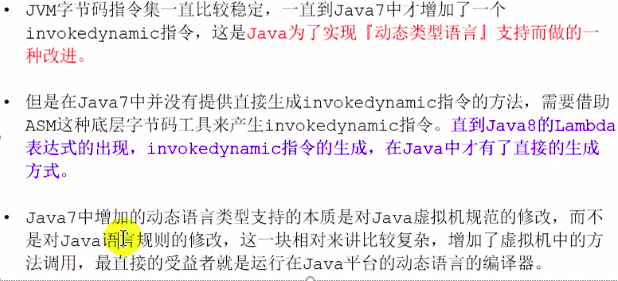 • JVM字节码指令集一直比较稳定，一直到Java7中才增加了一个
invokedynamic指令，这是Java为了实现『动态类型语言』支持而做的一
种改进。
• 但是在Java7中并没有提供直接生成invokedynamic指令的方法，需要借助
ASM这种底层字节码工具来产生invokedynamic指令。直到Java8的Lambda
表达式的出现，invokedynamic指令的生成，在Java中才有了直接的生成
方式。
• Java7中增加的动态语言类型支持的本质是对Java虚拟机规范的修改，而不
是对Java语言规则的修改，这一块相对来讲比较复杂，增加了虚拟机中的方
法调用，最直接的受益者就是运行在Java平台的动态语言的编译器。